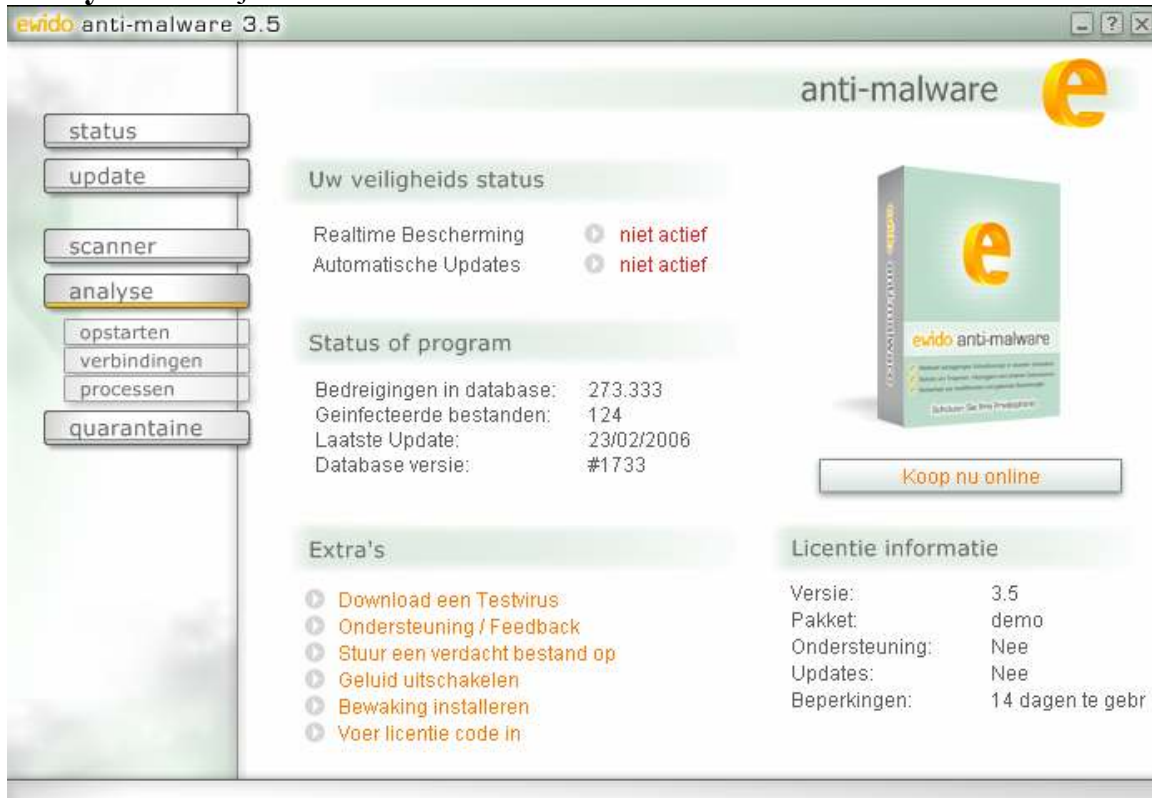 ewido anti-malware 3.5
anti-malware
status
update
scanner
analyse
opstarten
verbindingen
processen
quarantaine
Uw veiligheids status
Realtime Bescherming niet actief
Automatische Updates niet actief
Status of program
Bedreigingen in database: 273.333
Geinfecteerde bestanden: 124
Laatste Update: 23/02/2006
Database versie: #1733
ewido anti-malware
ewido anti-malware
Koop nu online
Extra's
Download een Testvirus
Ondersteuning / Feedback
Stuur een verdacht bestand op
Geluid uitschakelen
Bewaking installeren
Voer licentie code in
Licentie informatie
Versie: 3.5
Pakket: demo
Ondersteuning: Nee
Updates: Nee
Beperkingen: 14 dagen te gebr